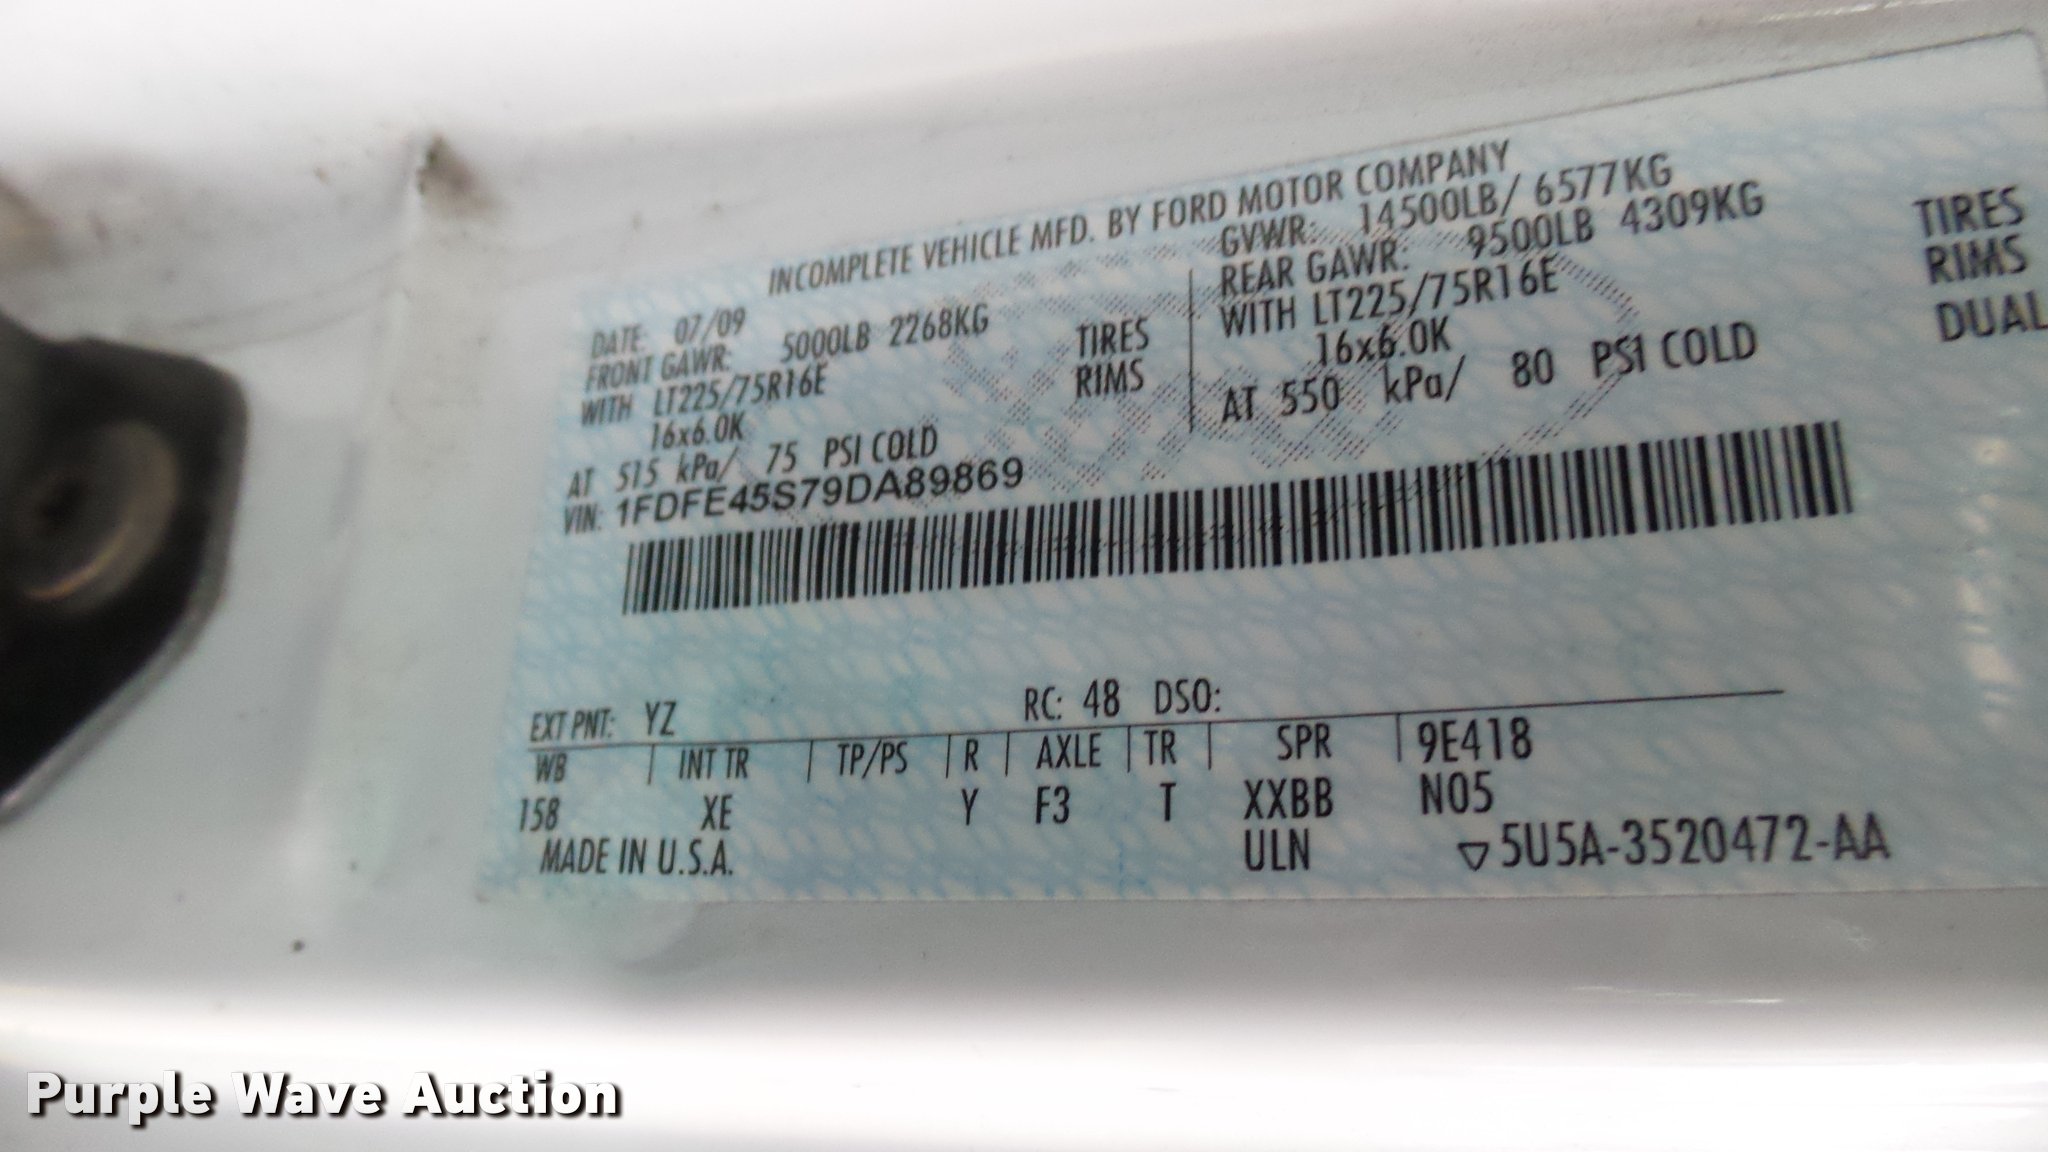 INCOMPLETE VEHICLE MFD. BY FORD MOTOR COMPANY
DATE: 07/09
GVWR: 14500LB/ 6577KG
FRONT GAWR: 5000LB 2268KG
WITH LT225/75R16E TIRES
16x6.0K RIMS
AT 515 kPa/ 75 PSI COLD
REAR GAWR: 9500LB 4309KG
WITH LT225/75R16E TIRES
16x6.0K RIMS
AT 550 kPa/ 80 PSI COLD DUAL
VIN: 1FDFE45S79DA89869
EXT PNT: YZ RC: 48 DSO:
WB | INT TR | TP/PS | R | AXLE | TR | SPR | 9E418
158 XE Y F3 T XXBB N05
MADE IN U.S.A. ULN ▽5U5A-3520472-AA
Purple Wave Auction